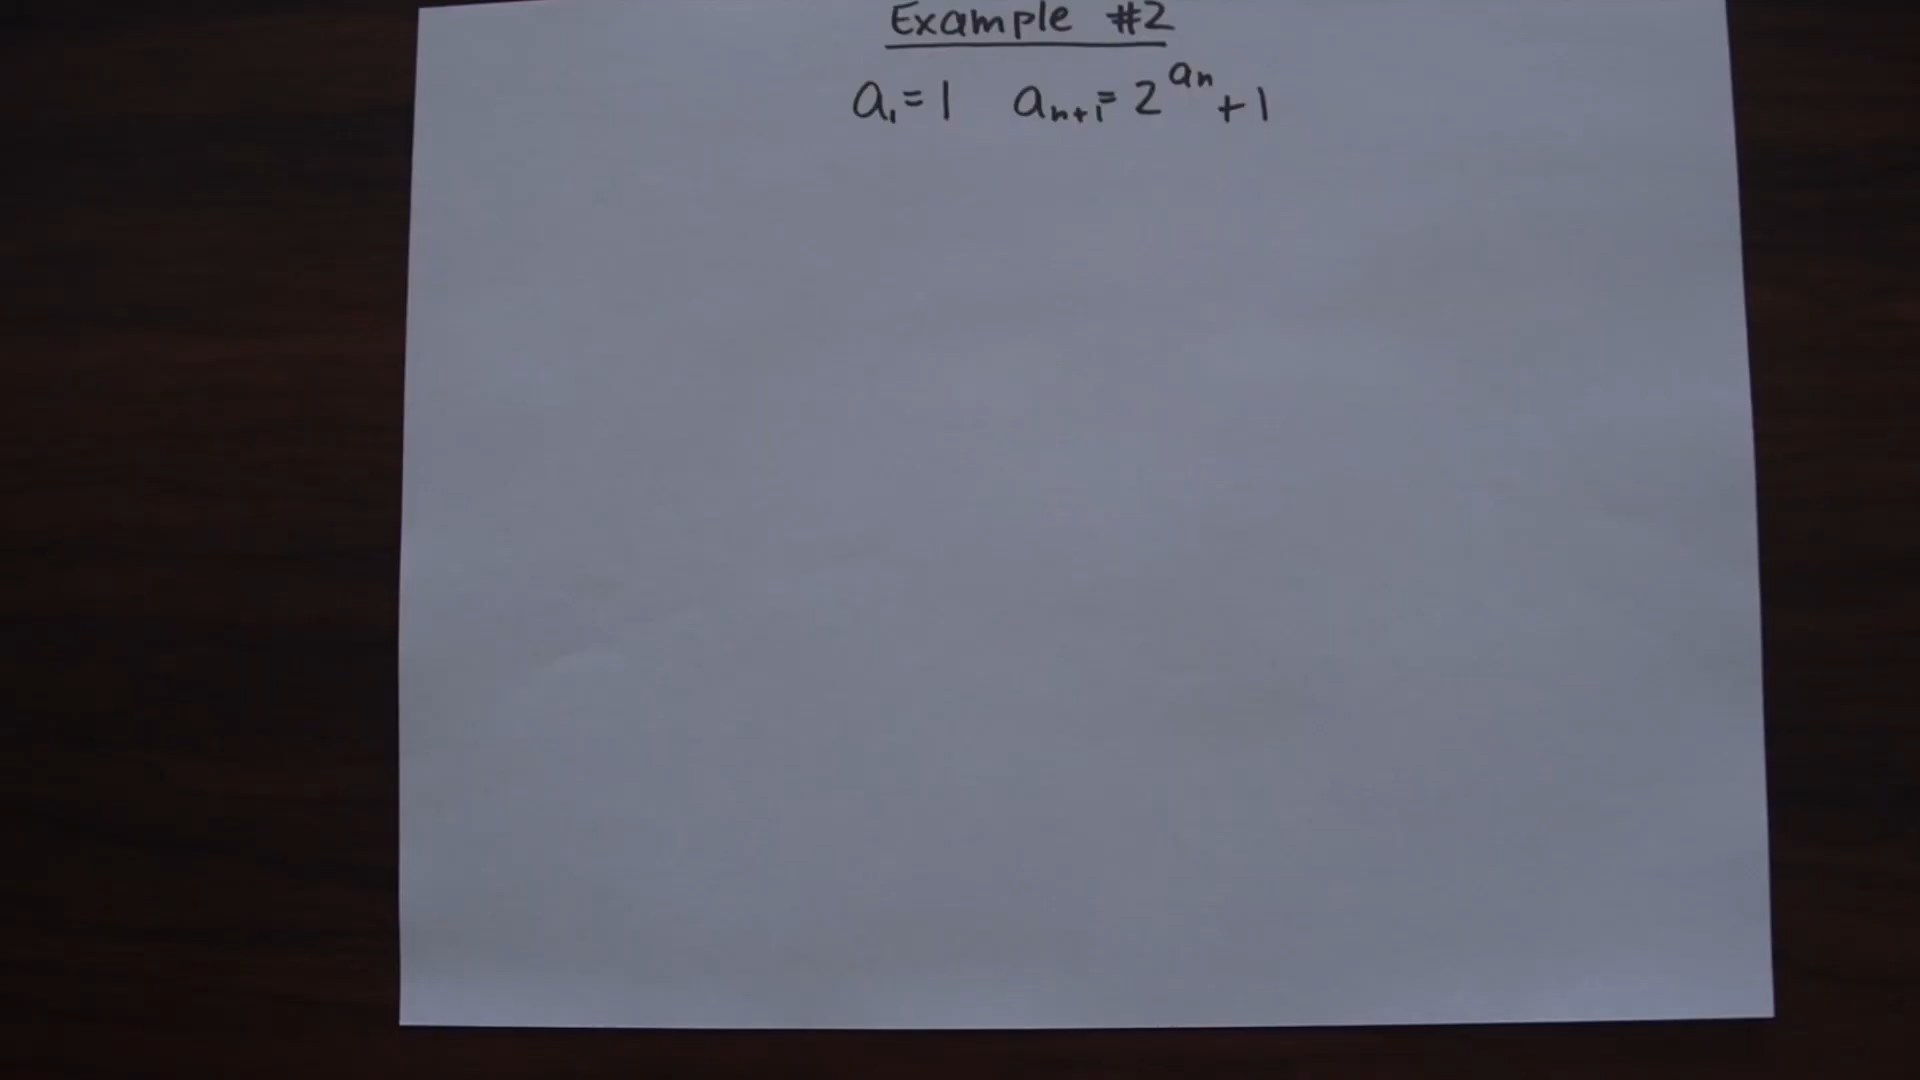 Example #2
a₁ = 1 aₙ₊₁ = 2^aₙ + 1